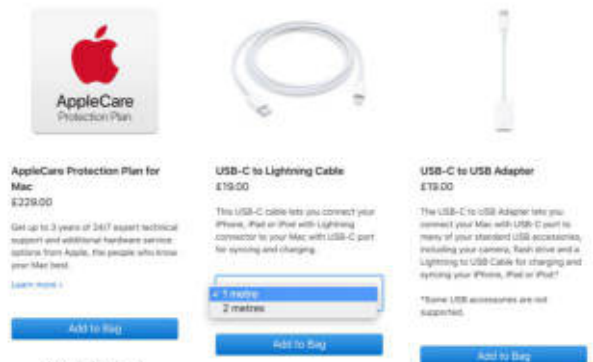 AppleCare
Protection Plan
AppleCare Protection Plan for
Mac
£229.00
Get up to 3 years of 24/7 expert technical
support and additional hardware service
options from Apple, the people who know
your Mac best.
Learn more ›
Add to Bag
USB-C to Lightning Cable
£19.00
This USB-C cable lets you connect your
iPhone, iPad or iPod with Lightning
connector to your Mac with USB-C port
for syncing and charging.
✓ 1 metre
2 metres
Add to Bag
USB-C to USB Adapter
£19.00
The USB-C to USB Adapter lets you
connect your Mac with USB-C port to
many of your standard USB accessories,
including your camera, flash drive and a
Lightning to USB Cable for charging and
syncing your iPhone, iPad or iPod.*
*Some USB accessories are not
supported.
Add to Bag